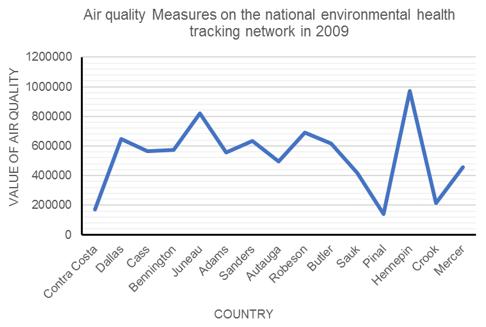 Air quality Measures on the national environmental health
tracking network in 2009
VALUE OF AIR QUALITY
1200000
1000000
800000
600000
400000
200000
0
Contra Costa
Dallas
Cass
Bennington
Juneau
Adams
Sanders
Autauga
Robeson
Butler
Sauk
Pinal
Hennepin
Crook
Mercer
COUNTRY